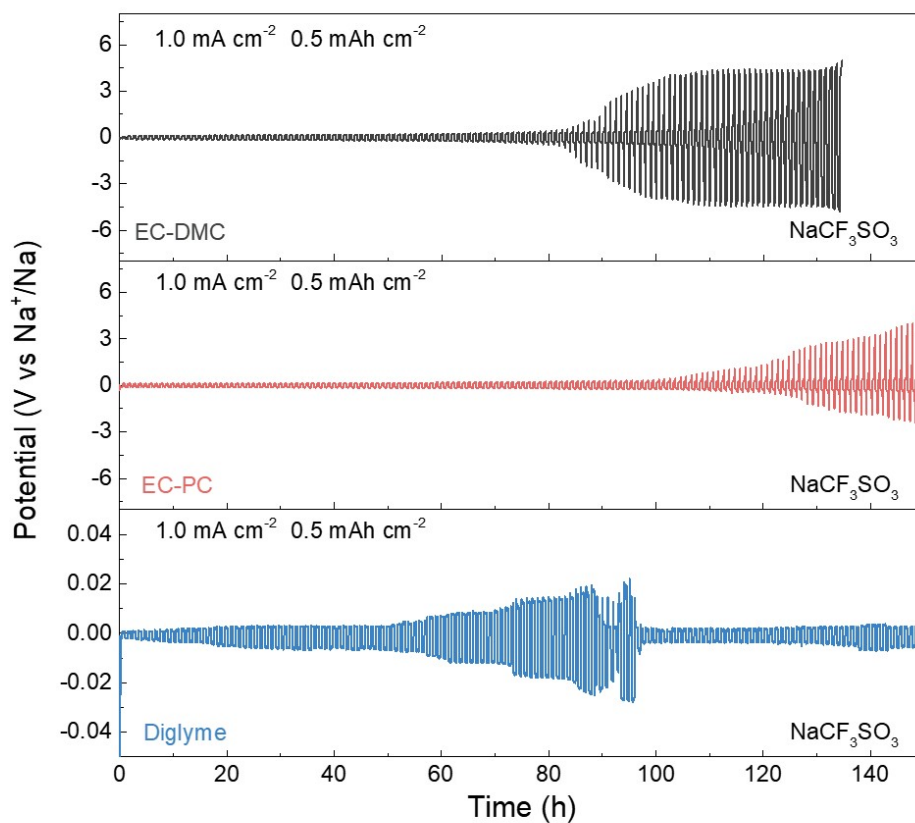 1.0 mA cm⁻² 0.5 mAh cm⁻²
6
3
0
-3
-6
EC-DMC
NaCF₃SO₃
1.0 mA cm⁻² 0.5 mAh cm⁻²
6
3
0
-3
-6
EC-PC
NaCF₃SO₃
1.0 mA cm⁻² 0.5 mAh cm⁻²
0.04
0.02
0.00
-0.02
-0.04
Diglyme
NaCF₃SO₃
0 20 40 60 80 100 120 140
Time (h)
Potential (V vs Na⁺/Na)